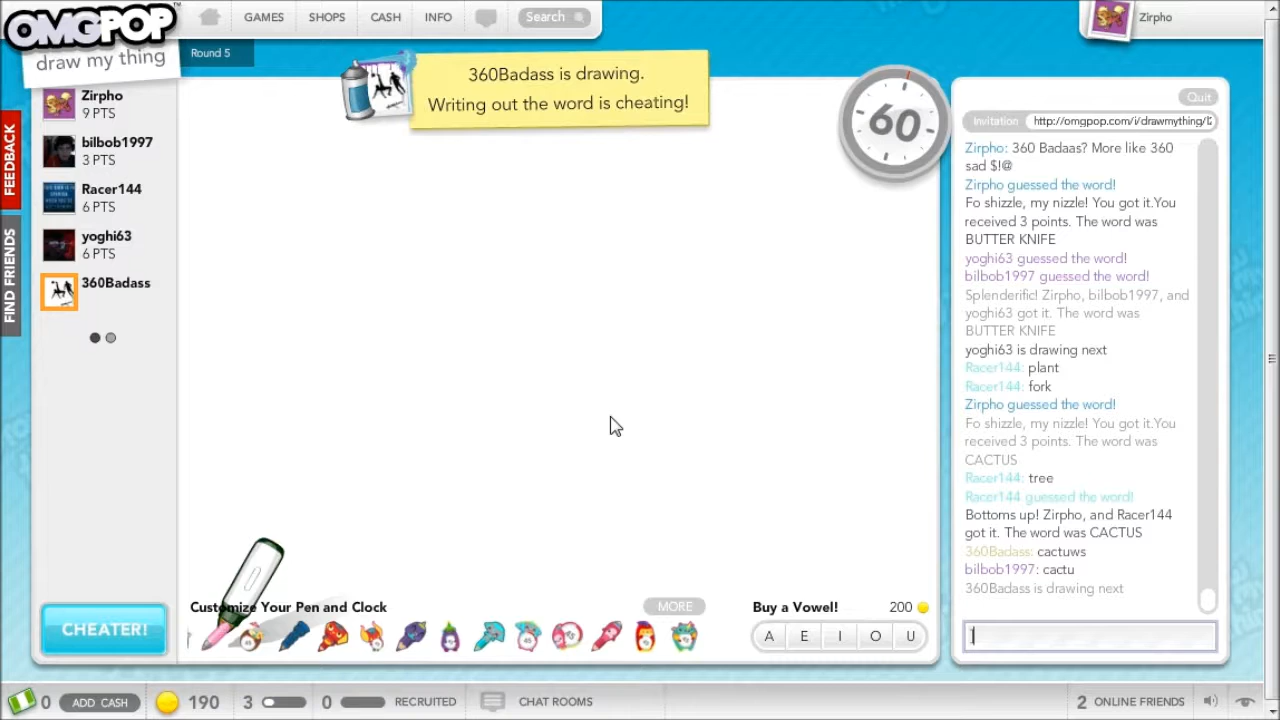 OMGPOP™
draw my thing
GAMES
SHOPS
CASH
INFO
Search
Zirpho
Round 5
360Badass is drawing.
Writing out the word is cheating!
60
FEEDBACK
FIND FRIENDS
Zirpho
9 PTS
bilbob1997
3 PTS
Racer144
6 PTS
yoghi63
6 PTS
360Badass
CHEATER!
Quit
Invitation
http://omgpop.com/i/drawmything/
Zirpho: 360 Badaas? More like 360
sad $!@
Zirpho guessed the word!
Fo shizzle, my nizzle! You got it.You
received 3 points. The word was
BUTTER KNIFE
yoghi63 guessed the word!
bilbob1997 guessed the word!
Splenderific! Zirpho, bilbob1997, and
yoghi63 got it. The word was
BUTTER KNIFE
yoghi63 is drawing next
Racer144: plant
Racer144: fork
Zirpho guessed the word!
Fo shizzle, my nizzle! You got it.You
received 3 points. The word was
CACTUS
Racer144: tree
Racer144 guessed the word!
Bottoms up! Zirpho, and Racer144
got it. The word was CACTUS
360Badass: cactuws
bilbob1997: cactu
360Badass is drawing next
Customize Your Pen and Clock
MORE
Buy a Vowel!
200
A E I O U
0
ADD CASH
190
3
0
RECRUITED
CHAT ROOMS
2 ONLINE FRIENDS